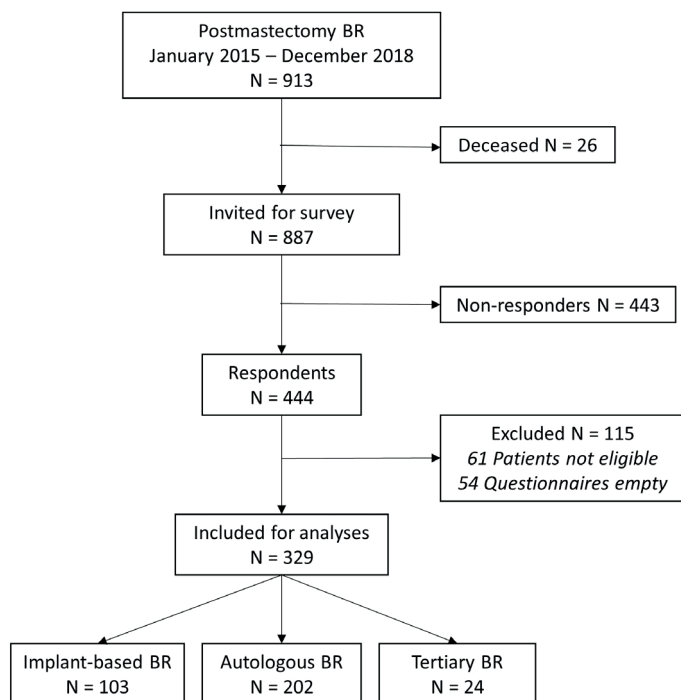 Postmastectomy BR
January 2015 – December 2018
N = 913
Deceased N = 26
Invited for survey
N = 887
Non-responders N = 443
Respondents
N = 444
Excluded N = 115
61 Patients not eligible
54 Questionnaires empty
Included for analyses
N = 329
Implant-based BR
N = 103
Autologous BR
N = 202
Tertiary BR
N = 24